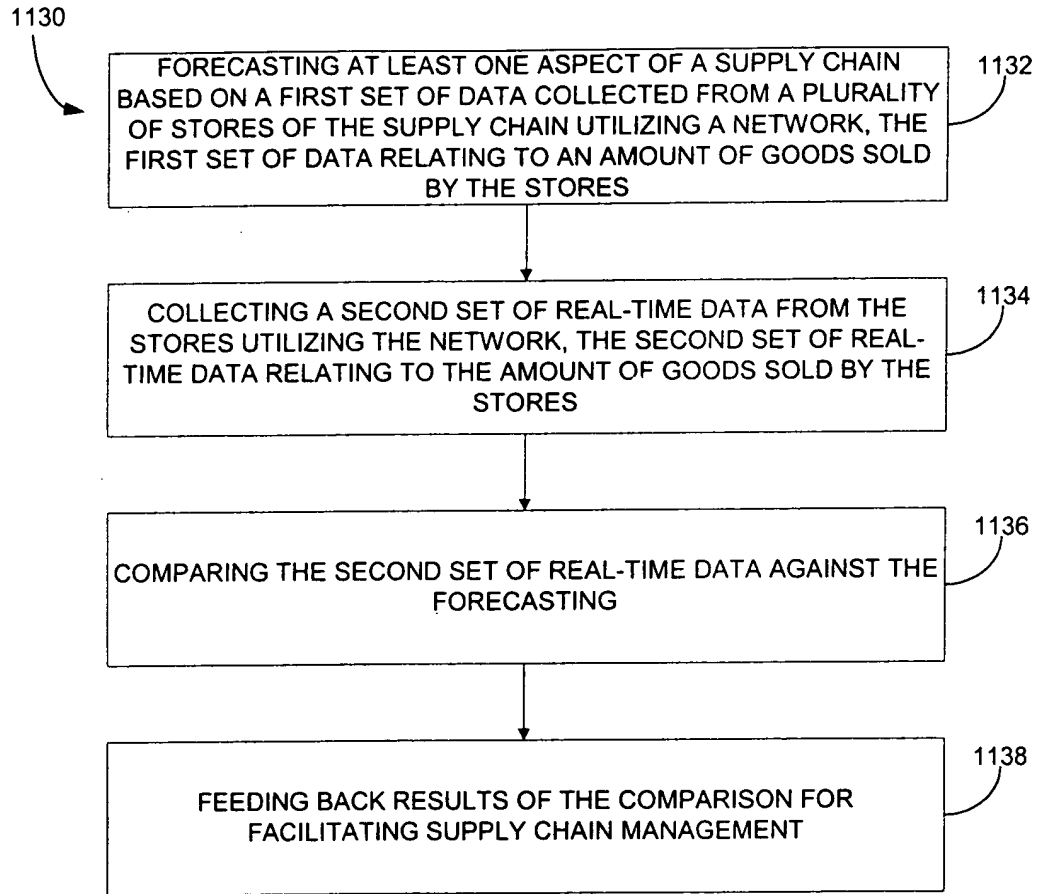 1130
FORECASTING AT LEAST ONE ASPECT OF A SUPPLY CHAIN
BASED ON A FIRST SET OF DATA COLLECTED FROM A PLURALITY
OF STORES OF THE SUPPLY CHAIN UTILIZING A NETWORK, THE
FIRST SET OF DATA RELATING TO AN AMOUNT OF GOODS SOLD
BY THE STORES
1132
COLLECTING A SECOND SET OF REAL-TIME DATA FROM THE
STORES UTILIZING THE NETWORK, THE SECOND SET OF REAL-
TIME DATA RELATING TO THE AMOUNT OF GOODS SOLD BY THE
STORES
1134
COMPARING THE SECOND SET OF REAL-TIME DATA AGAINST THE
FORECASTING
1136
FEEDING BACK RESULTS OF THE COMPARISON FOR
FACILITATING SUPPLY CHAIN MANAGEMENT
1138